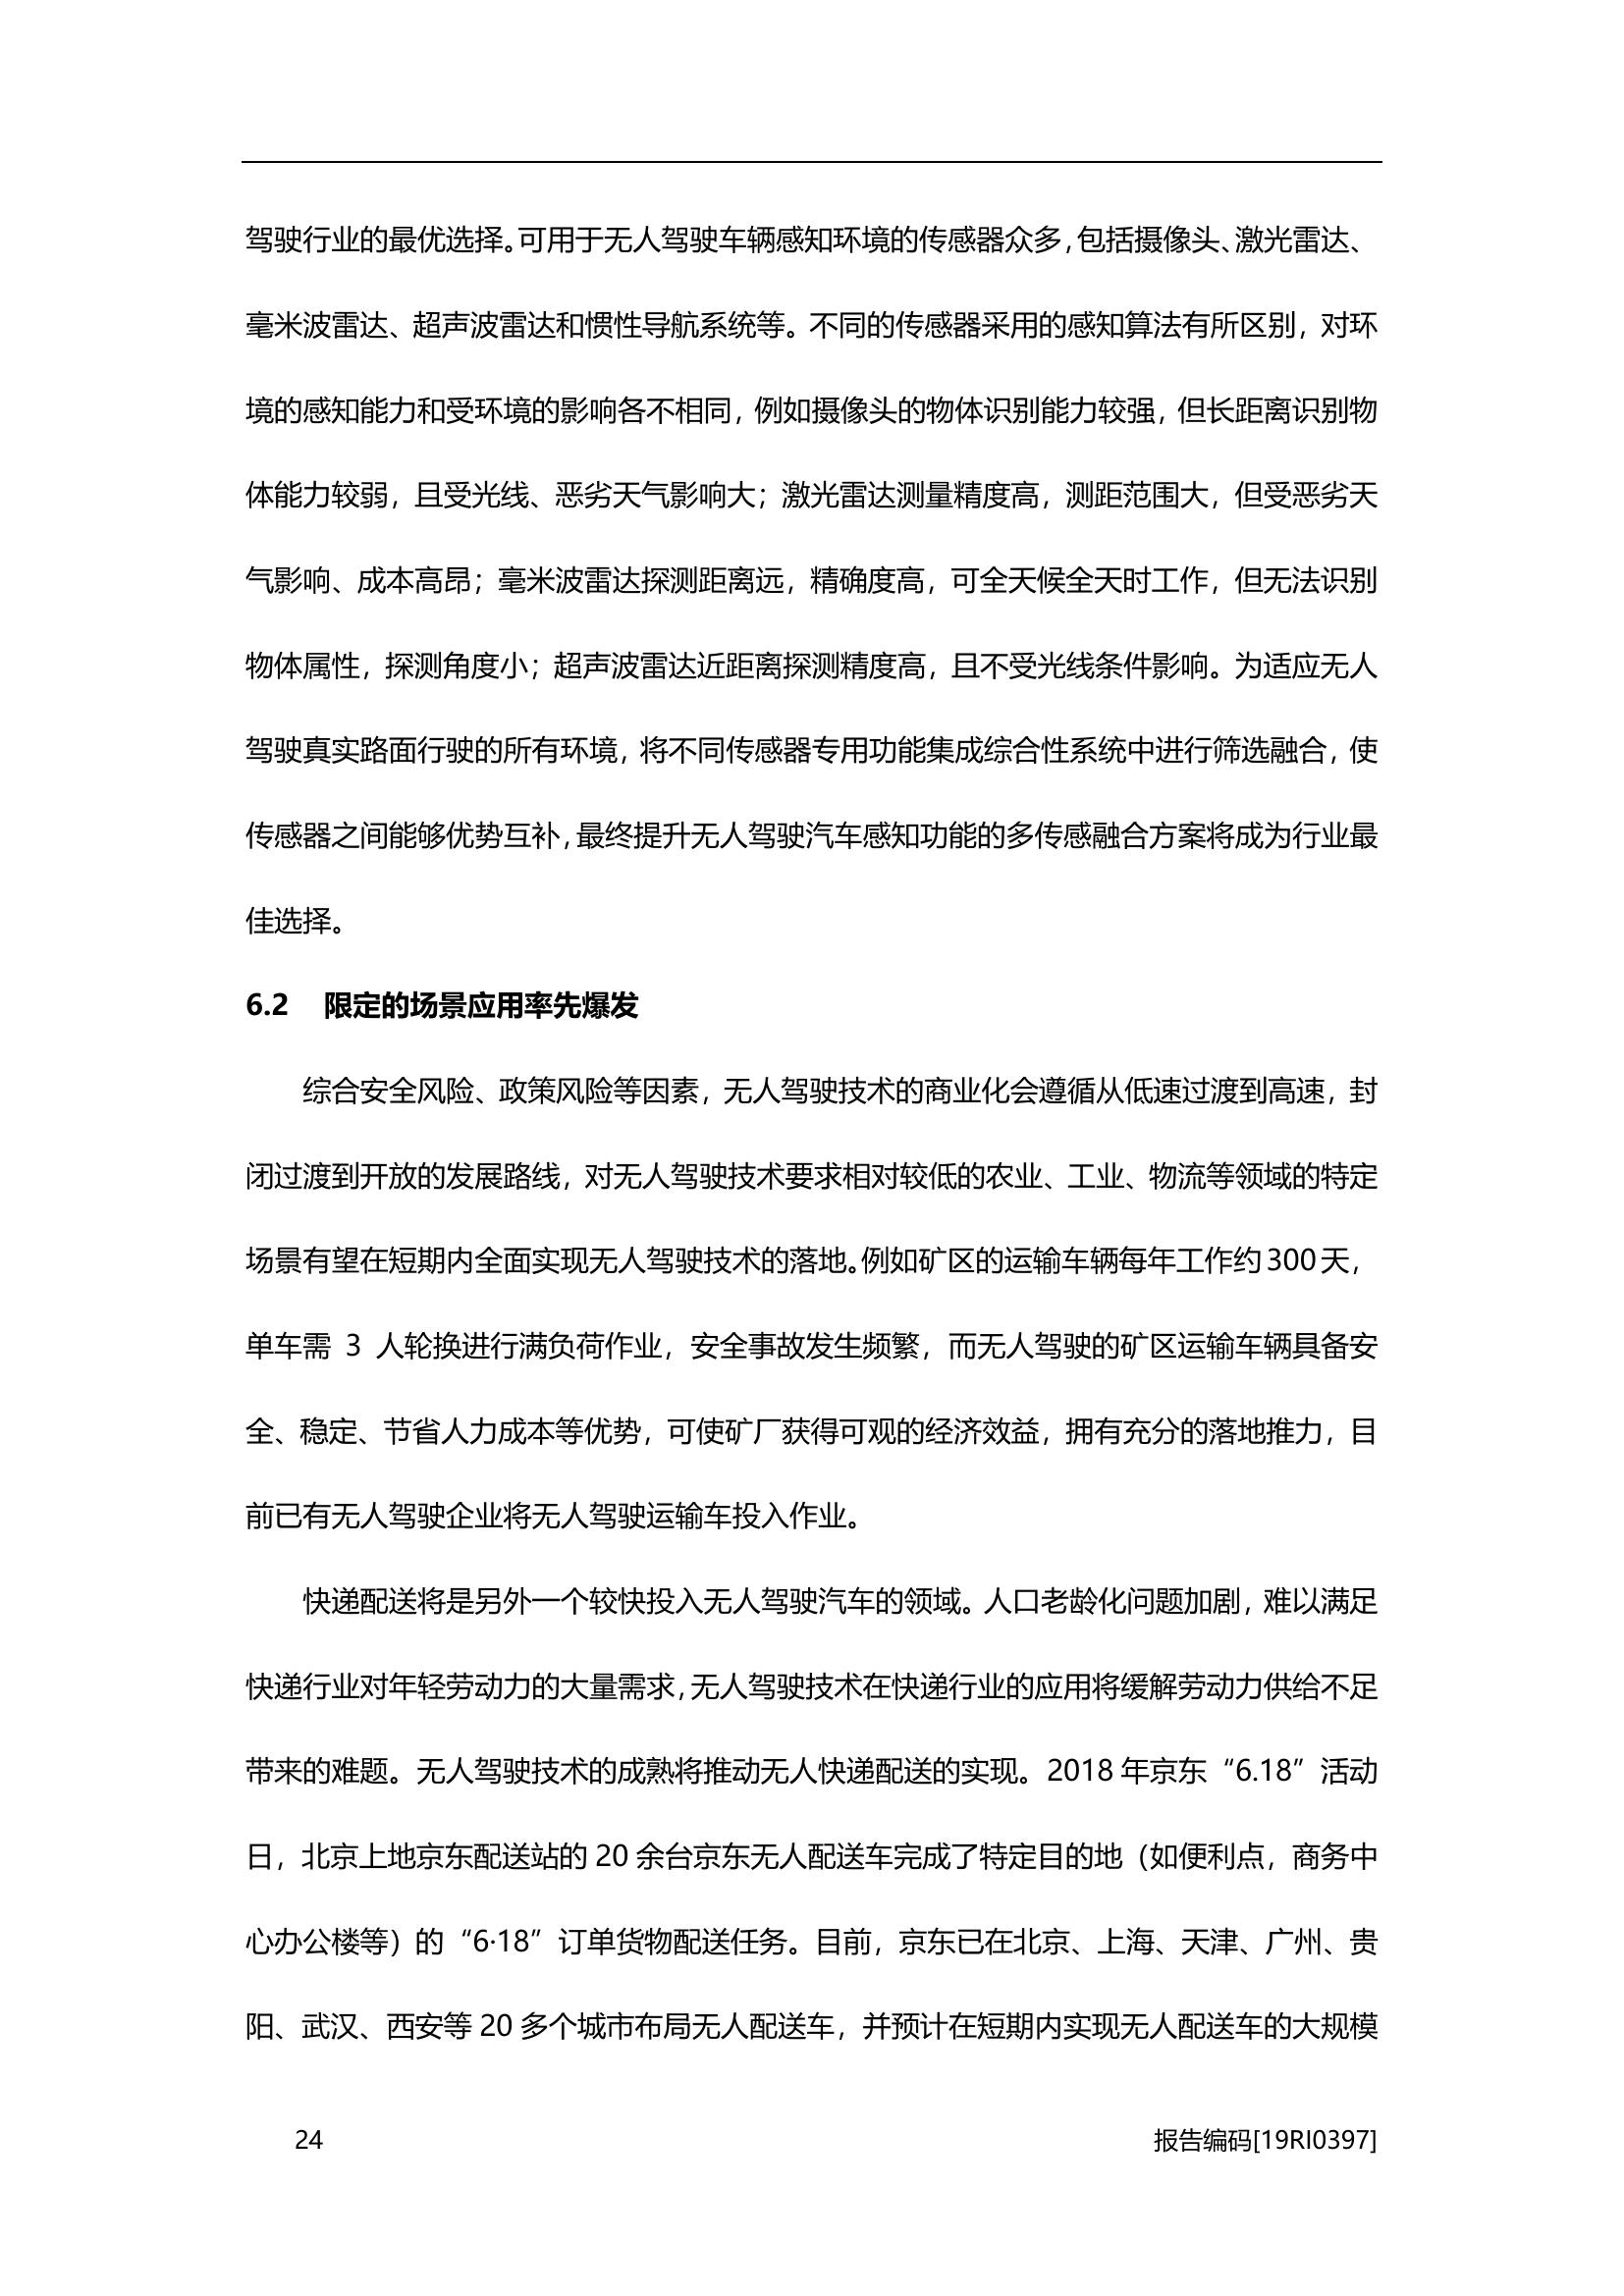 驾驶行业的最优选择。可用于无人驾驶车辆感知环境的传感器众多，包括摄像头、激光雷达、
毫米波雷达、超声波雷达和惯性导航系统等。不同的传感器采用的感知算法有所区别，对环
境的感知能力和受环境的影响各不相同，例如摄像头的物体识别能力较强，但长距离识别物
体能力较弱，且受光线、恶劣天气影响大；激光雷达测量精度高，测距范围大，但受恶劣天
气影响、成本高昂；毫米波雷达探测距离远，精确度高，可全天候全天时工作，但无法识别
物体属性，探测角度小；超声波雷达近距离探测精度高，且不受光线条件影响。为适应无人
驾驶真实路面行驶的所有环境，将不同传感器专用功能集成综合性系统中进行筛选融合，使
传感器之间能够优势互补，最终提升无人驾驶汽车感知功能的多传感融合方案将成为行业最
佳选择。
6.2 限定的场景应用率先爆发
综合安全风险、政策风险等因素，无人驾驶技术的商业化会遵循从低速过渡到高速，封
闭过渡到开放的发展路线，对无人驾驶技术要求相对较低的农业、工业、物流等领域的特定
场景有望在短期内全面实现无人驾驶技术的落地。例如矿区的运输车辆每年工作约 300 天，
单车需 3 人轮换进行满负荷作业，安全事故发生频繁，而无人驾驶的矿区运输车辆具备安
全、稳定、节省人力成本等优势，可使矿厂获得可观的经济效益，拥有充分的落地推力，目
前已有无人驾驶企业将无人驾驶运输车投入作业。
快递配送将是另外一个较快投入无人驾驶汽车的领域。人口老龄化问题加剧，难以满足
快递行业对年轻劳动力的大量需求，无人驾驶技术在快递行业的应用将缓解劳动力供给不足
带来的难题。无人驾驶技术的成熟将推动无人快递配送的实现。2018 年京东“6.18”活动
日，北京上地京东配送站的 20 余台京东无人配送车完成了特定目的地（如便利点，商务中
心办公楼等）的“6·18”订单货物配送任务。目前，京东已在北京、上海、天津、广州、贵
阳、武汉、西安等 20 多个城市布局无人配送车，并预计在短期内实现无人配送车的大规模
24 报告编码[19RI0397]